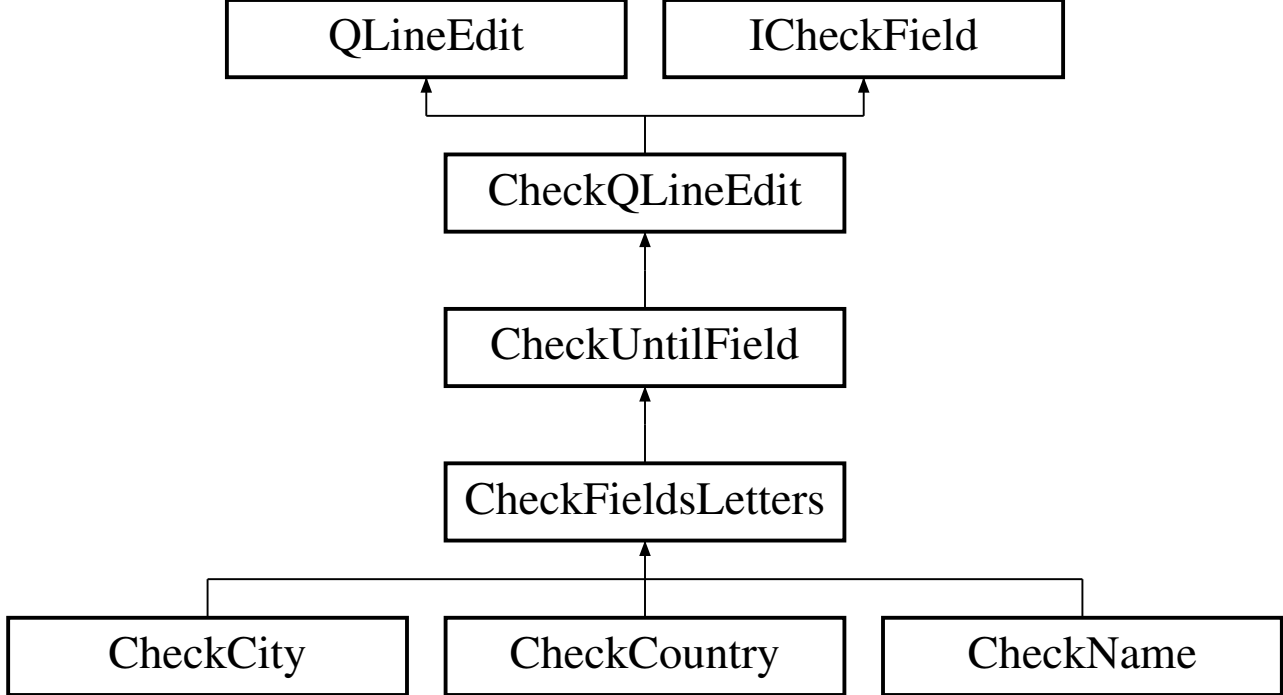 QLineEdit
ICheckField
CheckQLineEdit
CheckUntilField
CheckFieldsLetters
CheckCity
CheckCountry
CheckName